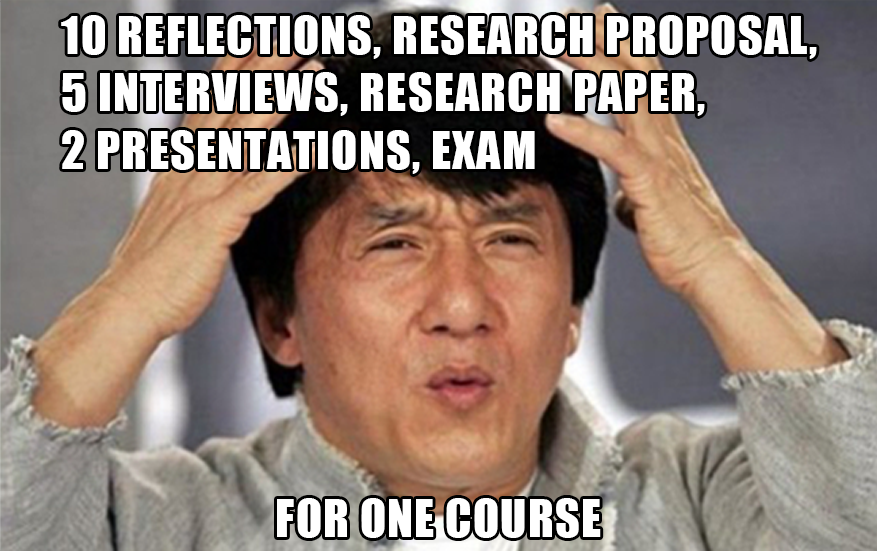 10 REFLECTIONS, RESEARCH PROPOSAL,
5 INTERVIEWS, RESEARCH PAPER,
2 PRESENTATIONS, EXAM
FOR ONE COURSE